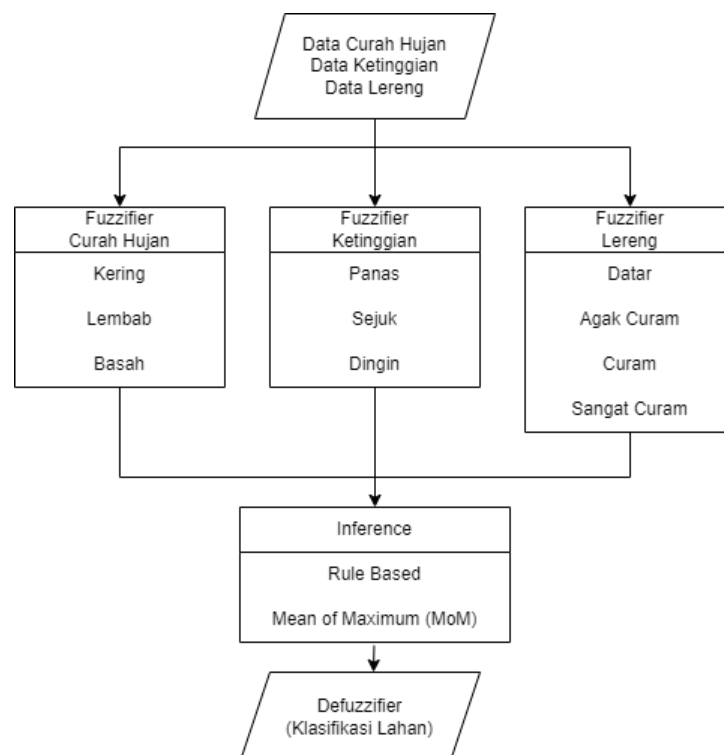 Data Curah Hujan
Data Ketinggian
Data Lereng
Fuzzifier
Curah Hujan
Kering
Lembab
Basah
Fuzzifier
Ketinggian
Panas
Sejuk
Dingin
Fuzzifier
Lereng
Datar
Agak Curam
Curam
Sangat Curam
Inference
Rule Based
Mean of Maximum (MoM)
Defuzzifier
(Klasifikasi Lahan)